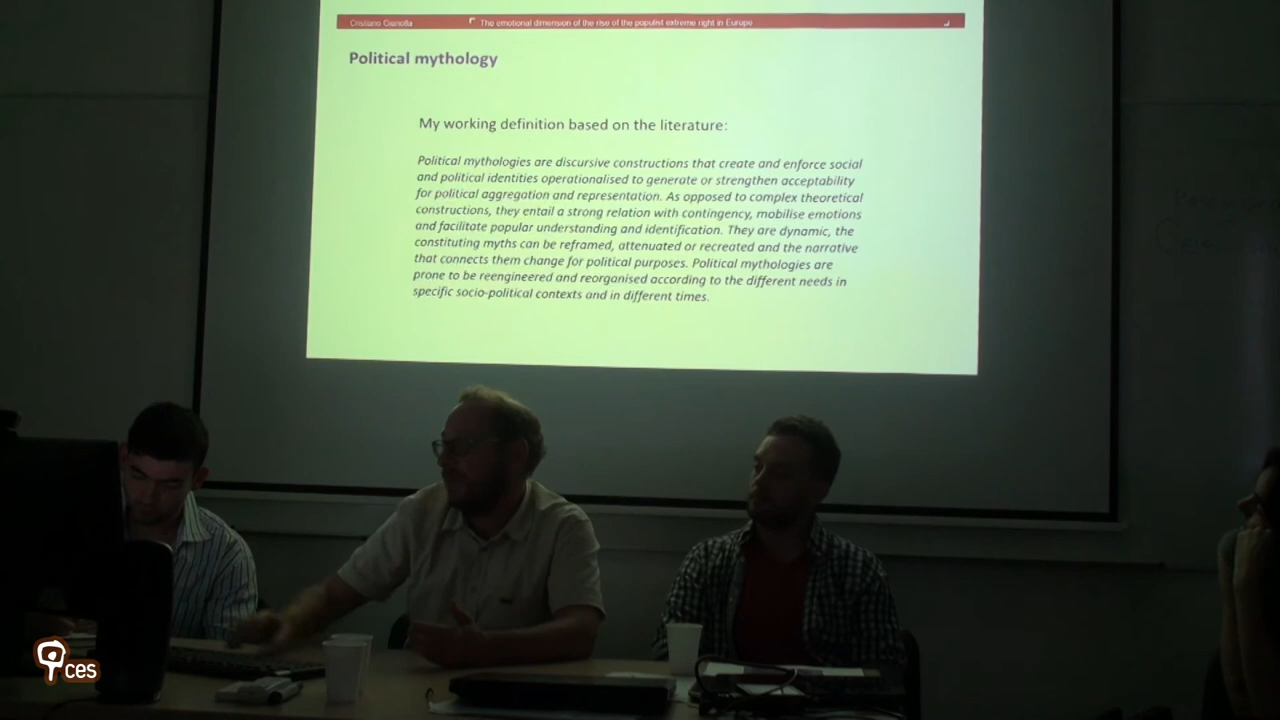 Cristiano Gianolla
The emotional dimension of the rise of the populist extreme right in Europe
Political mythology
My working definition based on the literature:
Political mythologies are discursive constructions that create and enforce social
and political identities operationalised to generate or strengthen acceptability
for political aggregation and representation. As opposed to complex theoretical
constructions, they entail a strong relation with contingency, mobilise emotions
and facilitate popular understanding and identification. They are dynamic, the
constituting myths can be reframed, attenuated or recreated and the narrative
that connects them change for political purposes. Political mythologies are
prone to be reengineered and reorganised according to the different needs in
specific socio-political contexts and in different times.
ces